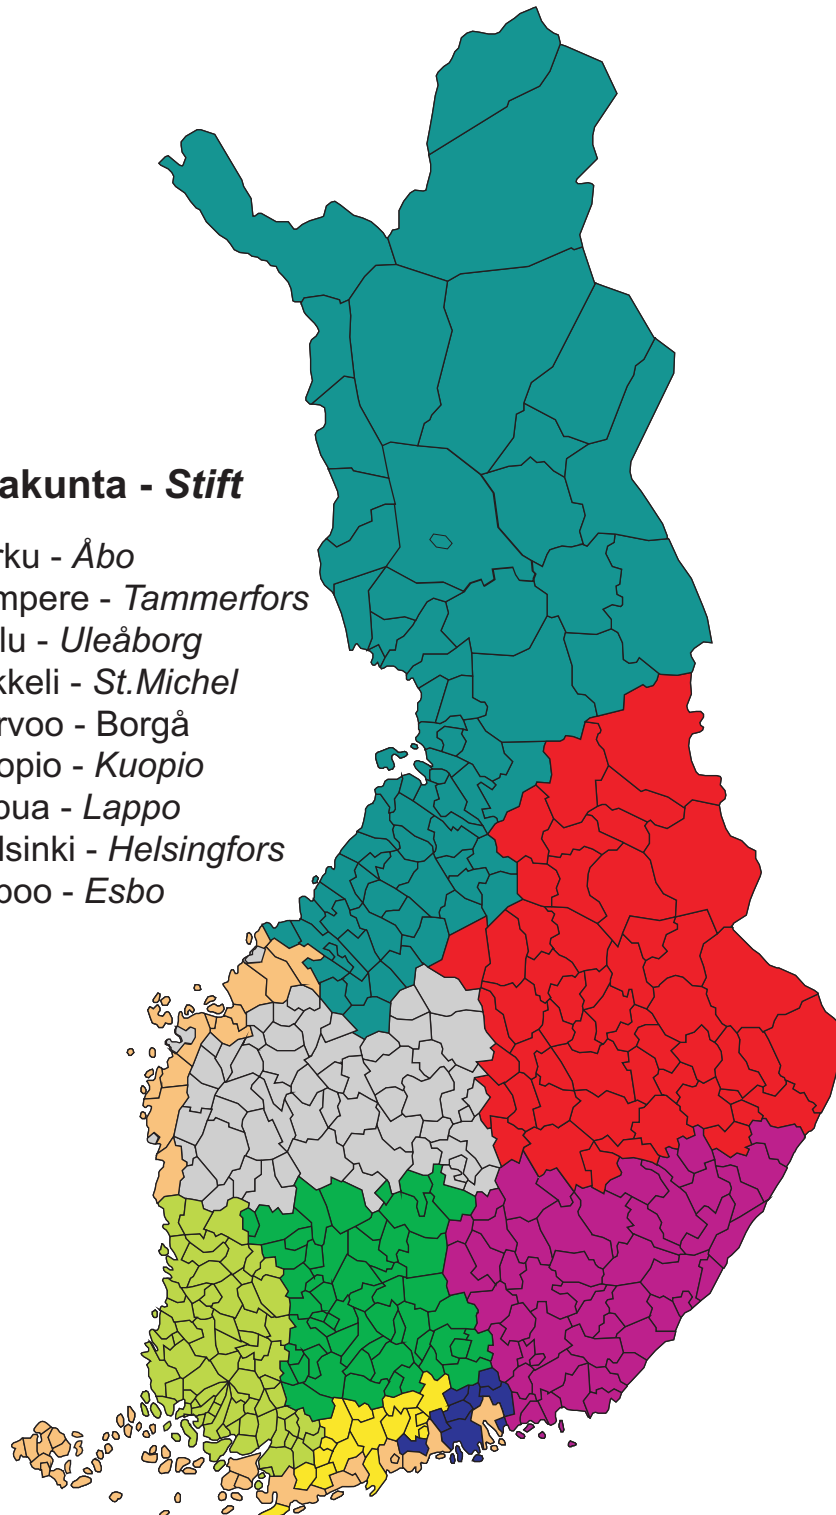 akunta - Stift
rku - Åbo
mpere - Tammerfors
lu - Uleåborg
kkeli - St.Michel
rvoo - Borgå
opio - Kuopio
oua - Lappo
lsinki - Helsingfors
poo - Esbo